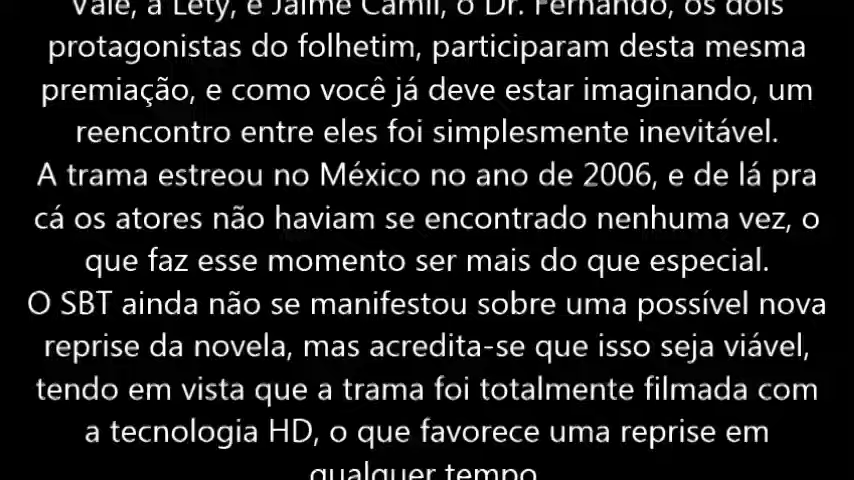 Vale, a Lety, e Jaime Camil, o Dr. Fernando, os dois
protagonistas do folhetim, participaram desta mesma
premiação, e como você já deve estar imaginando, um
reencontro entre eles foi simplesmente inevitável.
A trama estreou no México no ano de 2006, e de lá pra
cá os atores não haviam se encontrado nenhuma vez, o
que faz esse momento ser mais do que especial.
O SBT ainda não se manifestou sobre uma possível nova
reprise da novela, mas acredita-se que isso seja viável,
tendo em vista que a trama foi totalmente filmada com
a tecnologia HD, o que favorece uma reprise em
qualquer tempo